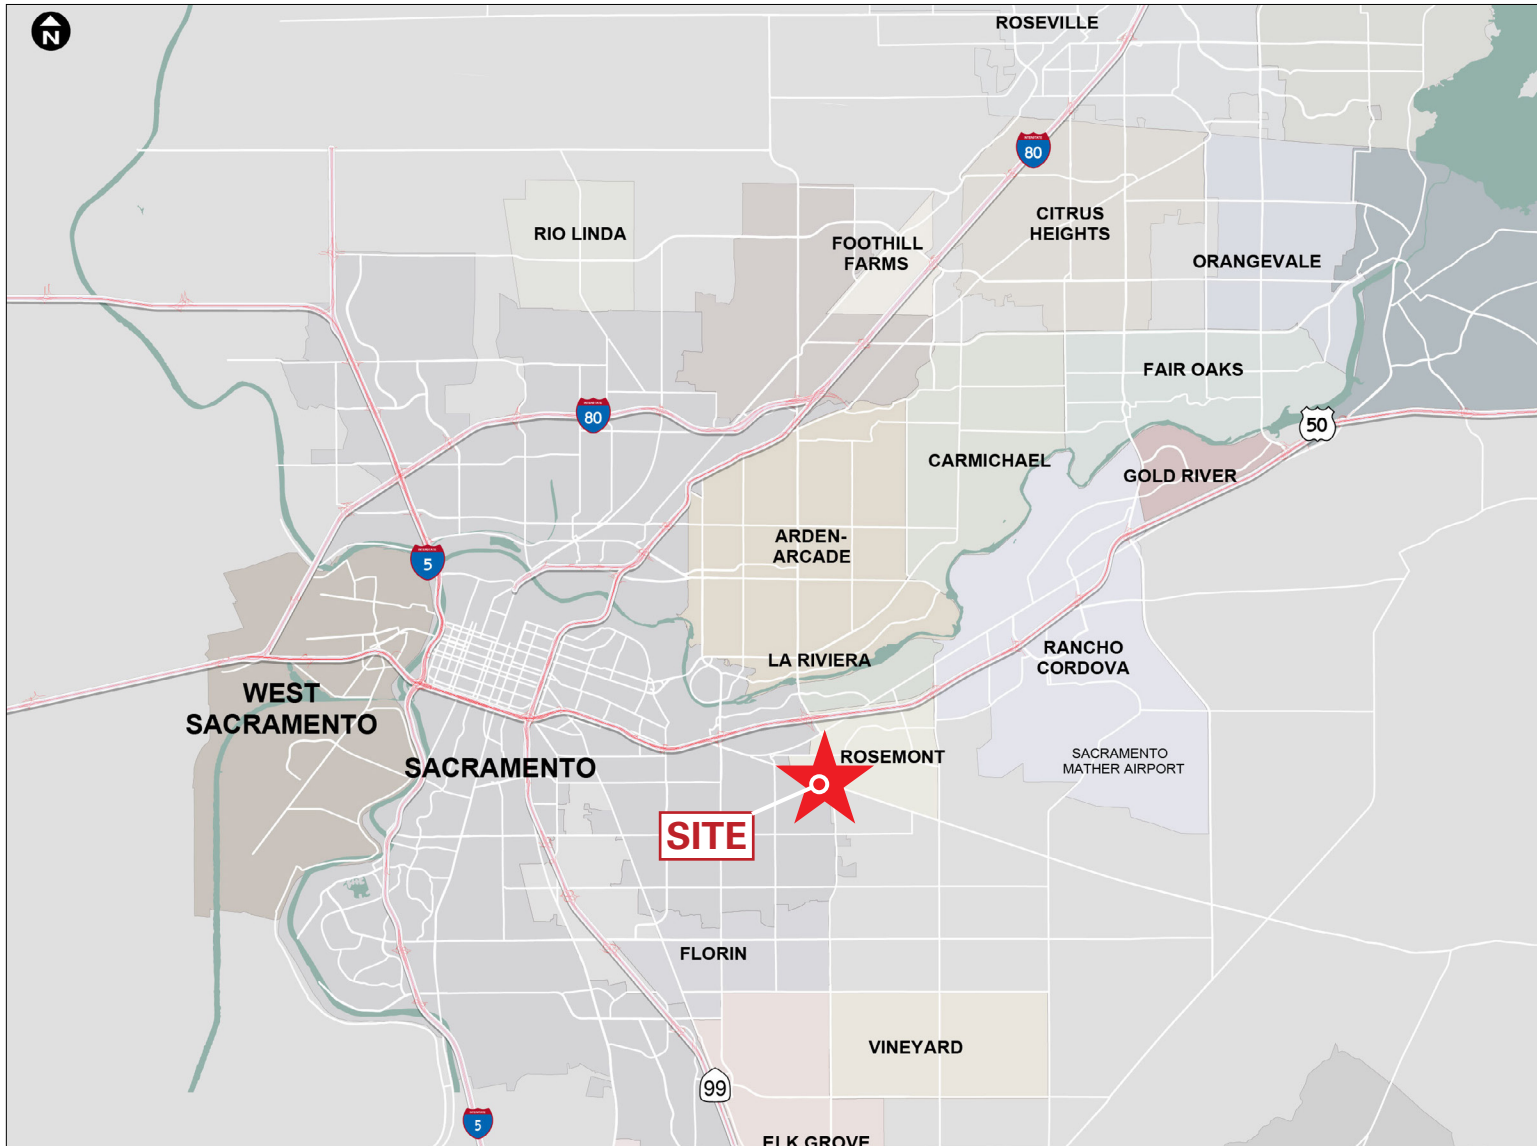 N
ROSEVILLE
80
RIO LINDA
FOOTHILL
FARMS
CITRUS
HEIGHTS
ORANGEVALE
FAIR OAKS
80
50
CARMICHAEL
GOLD RIVER
ARDEN-
ARCADE
5
LA RIVIERA
RANCHO
CORDOVA
WEST
SACRAMENTO
SACRAMENTO
ROSEMONT
SACRAMENTO
MATHER AIRPORT
SITE
FLORIN
VINEYARD
99
5
ELK GROVE